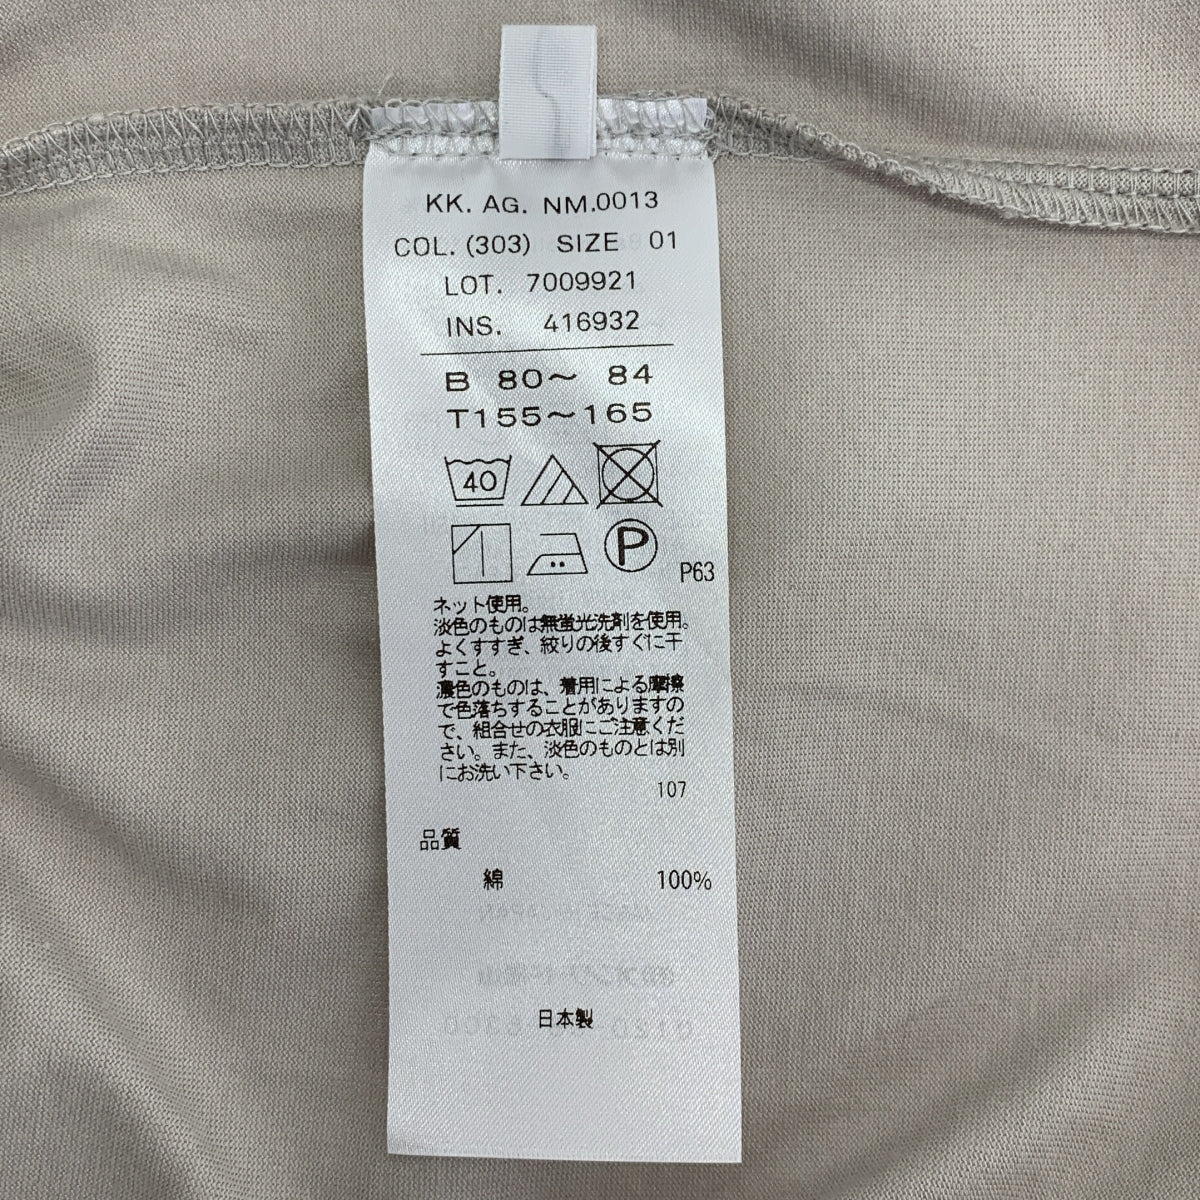 KK. AG. NM.0013
COL. (303) SIZE 01
LOT. 7009921
INS. 416932
B 80〜 84
T155〜165
40
P
P63
ネット使用。
淡色のものは無蛍光洗剤を使用。
よくすすぎ、絞りの後すぐに干
すこと。
濃色のものは、着用による摩擦
で色落ちすることがありますの
で、組合せの衣服にご注意くだ
さい。また、淡色のものとは別
にお洗い下さい。
107
品質
綿 100%
日本製